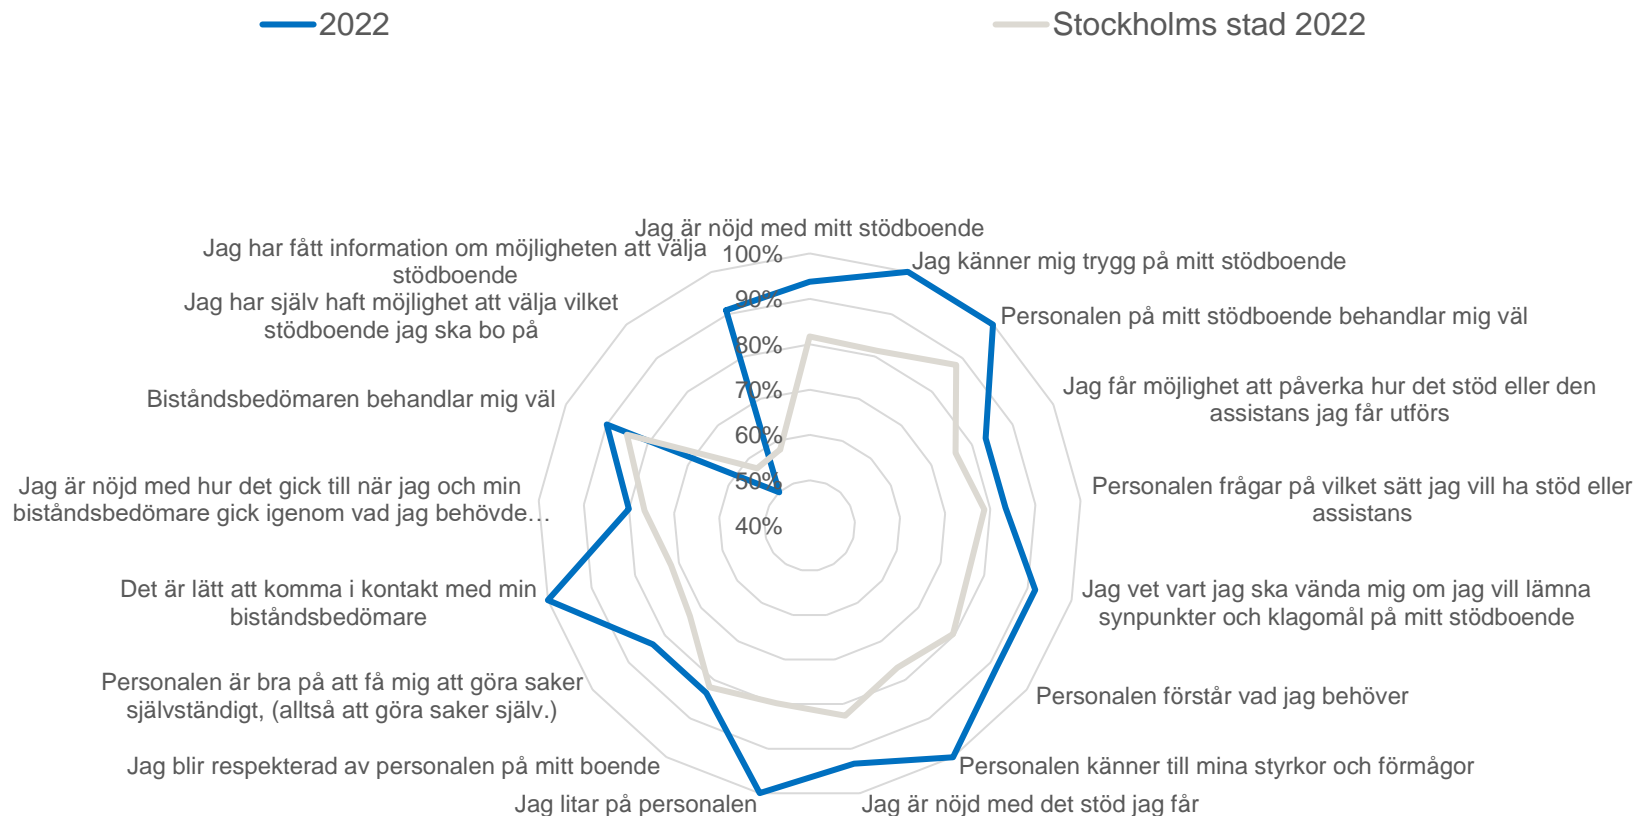 2022
Stockholms stad 2022
Jag är nöjd med mitt stödboende
Jag känner mig trygg på mitt stödboende
Personalen på mitt stödboende behandlar mig väl
Jag får möjlighet att påverka hur det stöd eller den
assistans jag får utförs
Personalen frågar på vilket sätt jag vill ha stöd eller
assistans
Jag vet vart jag ska vända mig om jag vill lämna
synpunkter och klagomål på mitt stödboende
Personalen förstår vad jag behöver
Personalen känner till mina styrkor och förmågor
Jag är nöjd med det stöd jag får
Jag litar på personalen
Jag blir respekterad av personalen på mitt boende
Personalen är bra på att få mig att göra saker
självständigt, (alltså att göra saker själv.)
Det är lätt att komma i kontakt med min
biståndsbedömare
Jag är nöjd med hur det gick till när jag och min
biståndsbedömare gick igenom vad jag behövde…
Biståndsbedömaren behandlar mig väl
Jag har själv haft möjlighet att välja vilket
stödboende jag ska bo på
Jag har fått information om möjligheten att välja
stödboende
100%
90%
80%
70%
60%
50%
40%